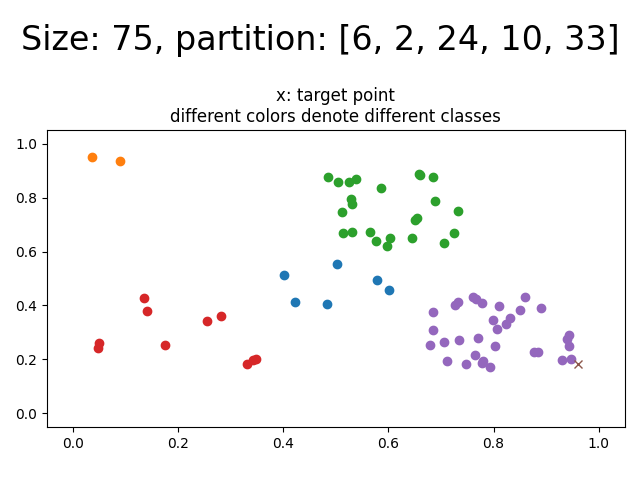 Size: 75, partition: [6, 2, 24, 10, 33]
x: target point
different colors denote different classes
1.0
0.8
0.6
0.4
0.2
0.0
0.0 0.2 0.4 0.6 0.8 1.0